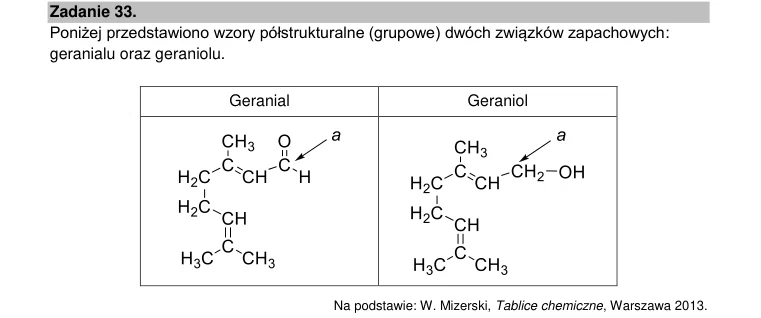 Zadanie 33.
Poniżej przedstawiono wzory półstrukturalne (grupowe) dwóch związków zapachowych:
geranialu oraz geraniolu.
Geranial
Geraniol
CH₃ O a
H₂C C CH C H
H₂C CH
C
H₃C CH₃
CH₃ a
H₂C C CH CH₂ OH
H₂C CH
C
H₃C CH₃
Na podstawie: W. Mizerski, Tablice chemiczne, Warszawa 2013.